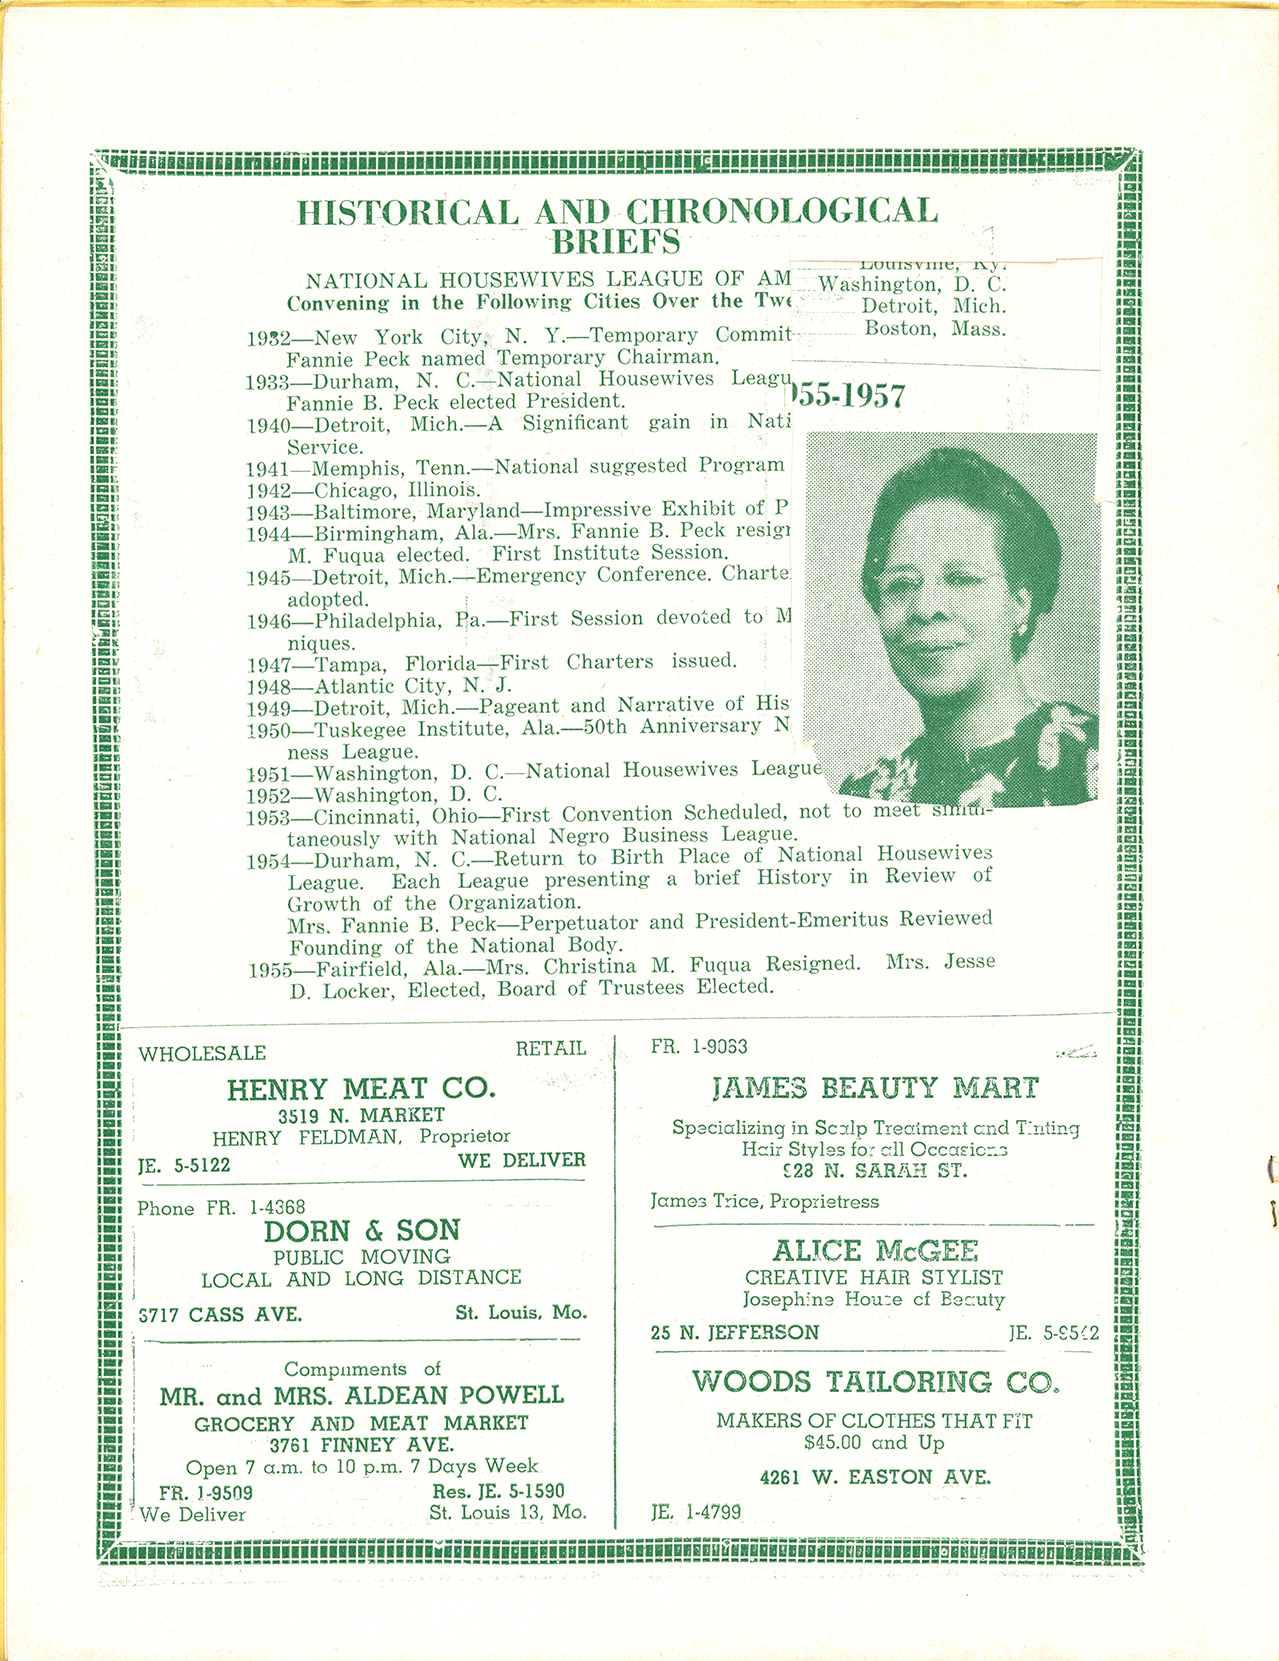 HISTORICAL AND CHRONOLOGICAL
BRIEFS
NATIONAL HOUSEWIVES LEAGUE OF AM
Convening in the Following Cities Over the Twe
Louisville, Ky.
Washington, D. C.
Detroit, Mich.
Boston, Mass.
955-1957
1932—New York City, N. Y.—Temporary Commit-
Fannie Peck named Temporary Chairman.
1933—Durham, N. C.—National Housewives Leagu
Fannie B. Peck elected President.
1940—Detroit, Mich.—A Significant gain in Nati
Service.
1941—Memphis, Tenn.—National suggested Program
1942—Chicago, Illinois.
1943—Baltimore, Maryland—Impressive Exhibit of P
1944—Birmingham, Ala.—Mrs. Fannie B. Peck resign
M. Fuqua elected. First Institute Session.
1945—Detroit, Mich.—Emergency Conference. Charte
adopted.
1946—Philadelphia, Pa.—First Session devoted to M
niques.
1947—Tampa, Florida—First Charters issued.
1948—Atlantic City, N. J.
1949—Detroit, Mich.—Pageant and Narrative of His
1950—Tuskegee Institute, Ala.—50th Anniversary N
ness League.
1951—Washington, D. C.—National Housewives League
1952—Washington, D. C.
1953—Cincinnati, Ohio—First Convention Scheduled, not to meet simul-
taneously with National Negro Business League.
1954—Durham, N. C.—Return to Birth Place of National Housewives
League. Each League presenting a brief History in Review of
Growth of the Organization.
Mrs. Fannie B. Peck—Perpetuator and President-Emeritus Reviewed
Founding of the National Body.
1955—Fairfield, Ala.—Mrs. Christina M. Fuqua Resigned. Mrs. Jesse
D. Locker, Elected, Board of Trustees Elected.
WHOLESALE RETAIL
HENRY MEAT CO.
3519 N. MARKET
HENRY FELDMAN, Proprietor
JE. 5-5122 WE DELIVER
Phone FR. 1-4368
DORN & SON
PUBLIC MOVING
LOCAL AND LONG DISTANCE
3717 CASS AVE. St. Louis, Mo.
Compliments of
MR. and MRS. ALDEAN POWELL
GROCERY AND MEAT MARKET
3761 FINNEY AVE.
Open 7 a.m. to 10 p.m. 7 Days Week
FR. 1-9509 Res. JE. 5-1590
We Deliver St. Louis 13, Mo.
FR. 1-9033
JAMES BEAUTY MART
Specializing in Scalp Treatment and Tinting
Hair Styles for all Occasions
928 N. SARAH ST.
James Trice, Proprietress
ALICE McGEE
CREATIVE HAIR STYLIST
Josephine House of Beauty
25 N. JEFFERSON JE.
WOODS TAILORING CO.
MAKERS OF CLOTHES THAT FIT
$45.00 and Up
4261 W. EASTON AVE.
JE. 1-4799